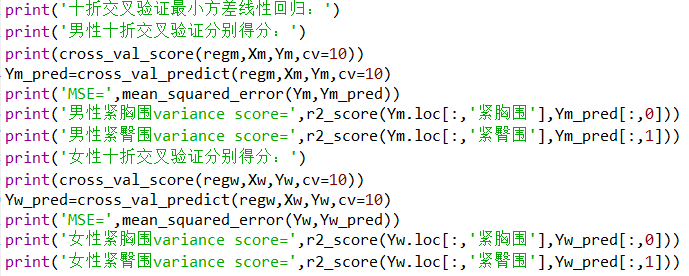 print('十折交叉验证最小方差线性回归：')
print('男性十折交叉验证分别得分：')
print(cross_val_score(regm,Xm,Ym,cv=10))
Ym_pred=cross_val_predict(regm,Xm,Ym,cv=10)
print('MSE=',mean_squared_error(Ym,Ym_pred))
print('男性紧胸围variance score=',r2_score(Ym.loc[:,'紧胸围'],Ym_pred[:,0]))
print('男性紧臀围variance score=',r2_score(Ym.loc[:,'紧臀围'],Ym_pred[:,1]))
print('女性十折交叉验证分别得分：')
print(cross_val_score(regw,Xw,Yw,cv=10))
Yw_pred=cross_val_predict(regw,Xw,Yw,cv=10)
print('MSE=',mean_squared_error(Yw,Yw_pred))
print('女性紧胸围variance score=',r2_score(Yw.loc[:,'紧胸围'],Yw_pred[:,0]))
print('女性紧臀围variance score=',r2_score(Yw.loc[:,'紧臀围'],Yw_pred[:,1]))